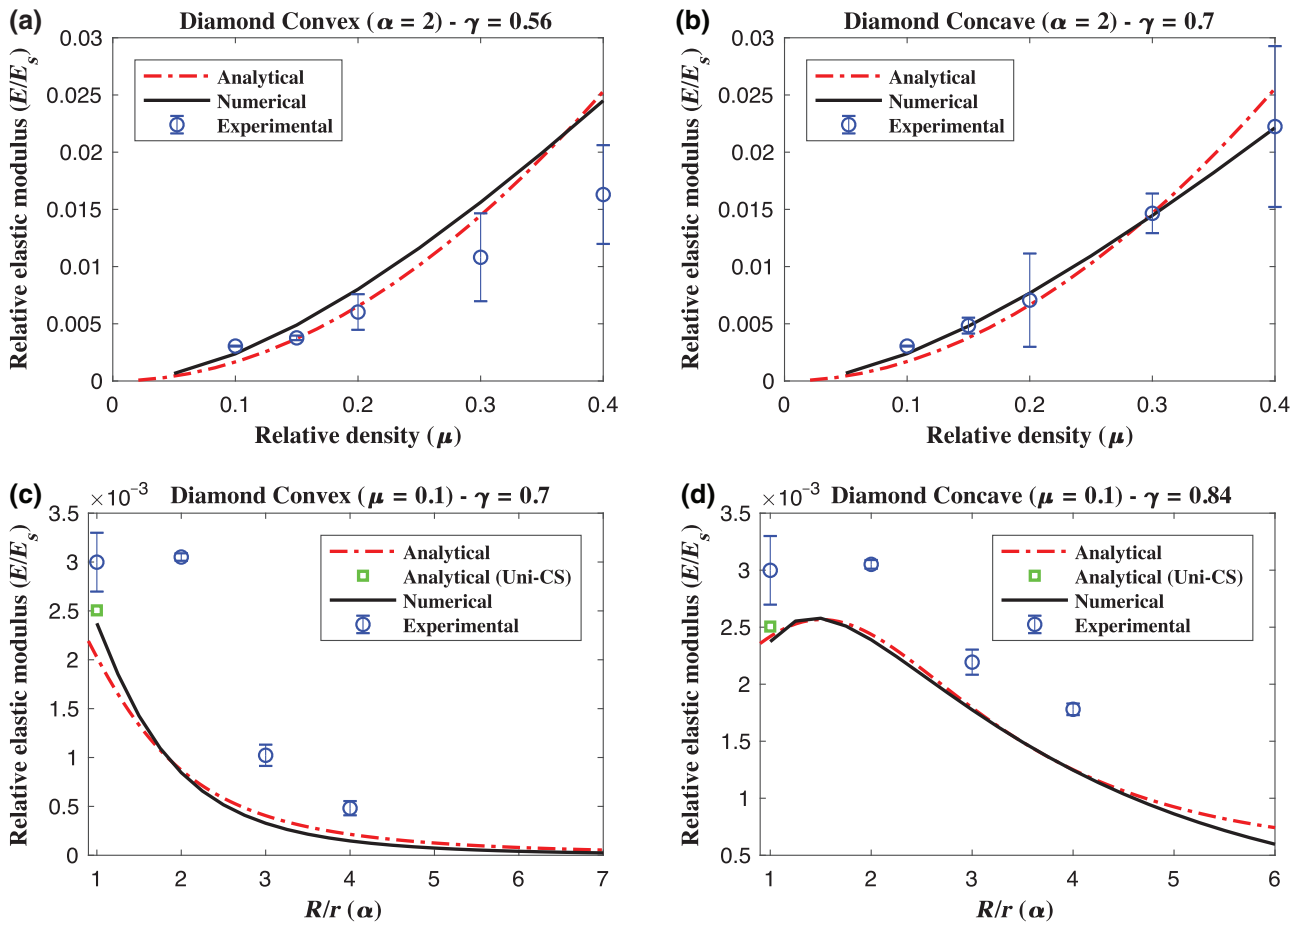 (a) Diamond Convex (α = 2) - γ = 0.56
Relative elastic modulus (E/Es)
0.03
0.025
0.02
0.015
0.01
0.005
0
Analytical
Numerical
Experimental
0 0.1 0.2 0.3 0.4
Relative density (μ)
(b) Diamond Concave (α = 2) - γ = 0.7
Relative elastic modulus (E/Es)
0.03
0.025
0.02
0.015
0.01
0.005
0
Analytical
Numerical
Experimental
0 0.1 0.2 0.3 0.4
Relative density (μ)
(c) ×10⁻³ Diamond Convex (μ = 0.1) - γ = 0.7
Relative elastic modulus (E/Es)
3.5
3
2.5
2
1.5
1
0.5
0
Analytical
Analytical (Uni-CS)
Numerical
Experimental
1 2 3 4 5 6 7
R/r (α)
(d) ×10⁻³ Diamond Concave (μ = 0.1) - γ = 0.84
Relative elastic modulus (E/Es)
3.5
3
2.5
2
1.5
1
0.5
Analytical
Analytical (Uni-CS)
Numerical
Experimental
1 2 3 4 5 6
R/r (α)